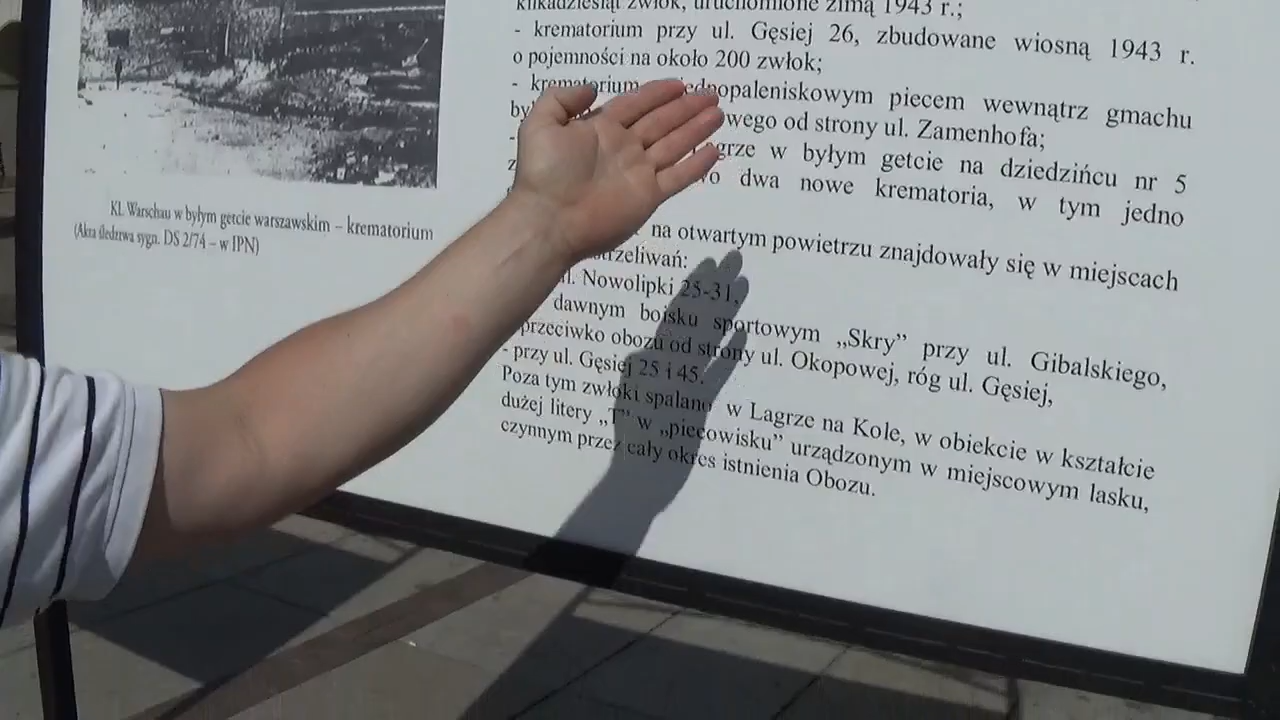 KL Warschau w byłym getcie warszawskim – krematorium
(Akta śledztwa sygn. DS 2/74 – w IPN)
kilkadziesiąt zwłok, uruchomione zimą 1943 r.;
- krematorium przy ul. Gęsiej 26, zbudowane wiosną 1943 r.
o pojemności na około 200 zwłok;
- krematorium piecem wewnątrz gmachu
od strony ul. Zamenhofa;
w byłym getcie na dziedzińcu nr 5
dwa nowe krematoria, w tym jedno
na otwartym powietrzu znajdowały się w miejscach
Nowolipki 25-31,
dawnym boisku sportowym „Skry” przy ul. Gibalskiego,
przeciwko obozu od strony ul. Okopowej, róg ul. Gęsiej,
- przy ul. Gęsiej 25 i 45.
Poza tym zwłoki spalano w Lagrze na Kole, w obiekcie w kształcie
dużej litery „T” w „piecowisku” urządzonym w miejscowym lasku,
czynnym przez cały okres istnienia Obozu.